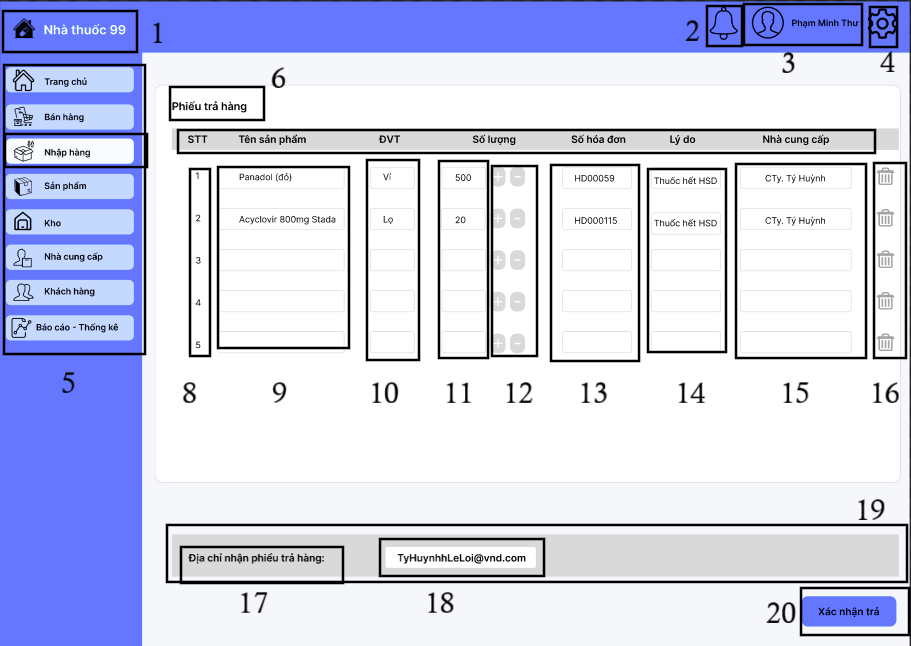 Nhà thuốc 99
1
2
Phạm Minh Thư
3
4
Trang chủ
Bán hàng
Nhập hàng
Sản phẩm
Kho
Nhà cung cấp
Khách hàng
Báo cáo - Thống kê
5
6
Phiếu trả hàng
STT Tên sản phẩm ĐVT Số lượng Số hóa đơn Lý do Nhà cung cấp
1 Panadol (đỏ) Vỉ 500 + - HD00059 Thuốc hết HSD CTy. Tý Huỳnh
2 Acyclovir 800mg Stada Lọ 20 + - HD000115 Thuốc hết HSD CTy. Tý Huỳnh
3 + -
4 + -
5 + -
8 9 10 11 12 13 14 15 16
19
Địa chỉ nhận phiếu trả hàng: TyHuynhhLeLoi@vnd.com
17 18
20 Xác nhận trả